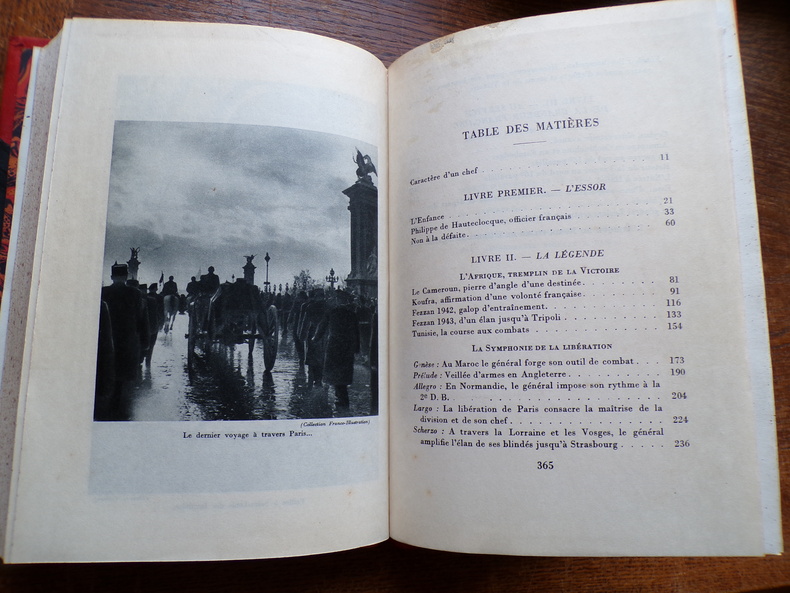 (Collection France-Illustration)
Le dernier voyage à travers Paris...
TABLE DES MATIÈRES
Caractère d'un chef . . . . . . . . . . . . . 11
LIVRE PREMIER. — L'ESSOR
L'Enfance . . . . . . . . . . . . . . . . 21
Philippe de Hauteclocque, officier français . . . . . . 33
Non à la défaite. . . . . . . . . . . . . . . 60
LIVRE II. — LA LÉGENDE
L'AFRIQUE, TREMPLIN DE LA VICTOIRE
Le Cameroun, pierre d'angle d'une destinée. . . . . . 81
Koufra, affirmation d'une volonté française. . . . . . 91
Fezzan 1942, galop d'entraînement. . . . . . . . . 116
Fezzan 1943, d'un élan jusqu'à Tripoli . . . . . . . 133
Tunisie, la course aux combats . . . . . . . . . . 154
LA SYMPHONIE DE LA LIBÉRATION
Genèse : Au Maroc le général forge son outil de combat . . . 173
Prélude : Veillée d'armes en Angleterre . . . . . . . . 190
Allegro : En Normandie, le général impose son rythme à la
2e D. B. . . . . . . . . . . . . . . . . 204
Largo : La libération de Paris consacre la maîtrise de la
division et de son chef . . . . . . . . . . . . 224
Scherzo : A travers la Lorraine et les Vosges, le général
amplifie l'élan de ses blindés jusqu'à Strasbourg . . . . . 236
365